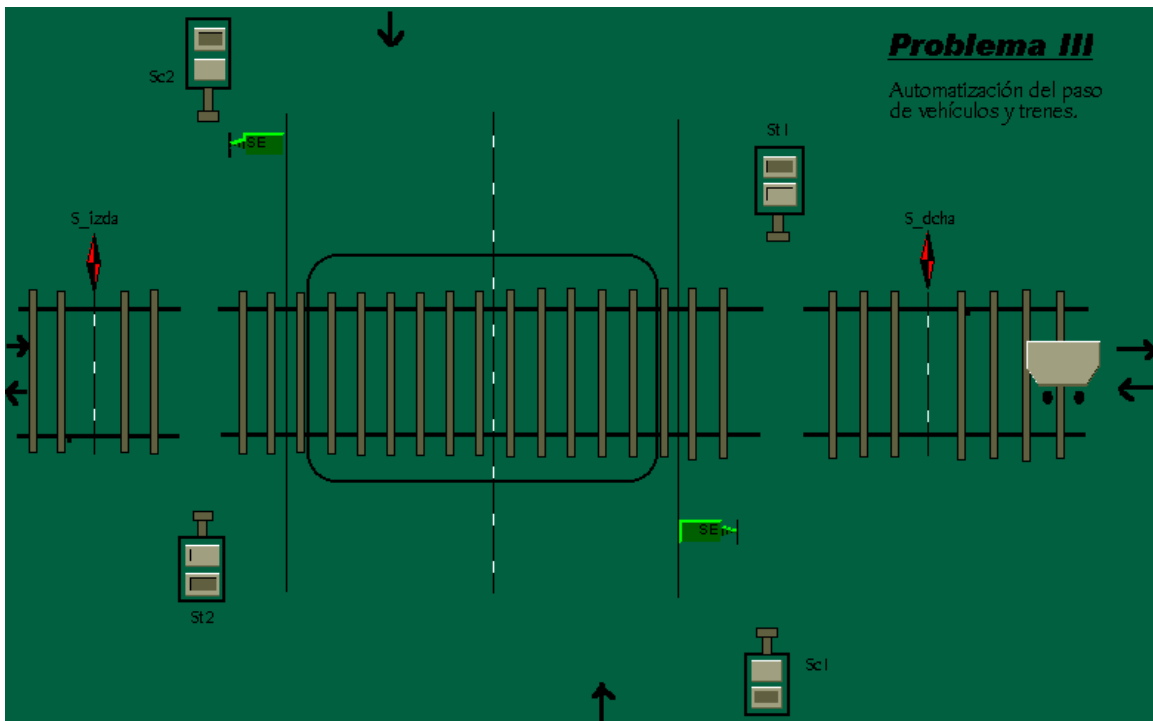 Problema III
Automatización del paso
de vehículos y trenes.
Sc2
St1
SE
S_izda
S_dcha
SE
St2
Sc1